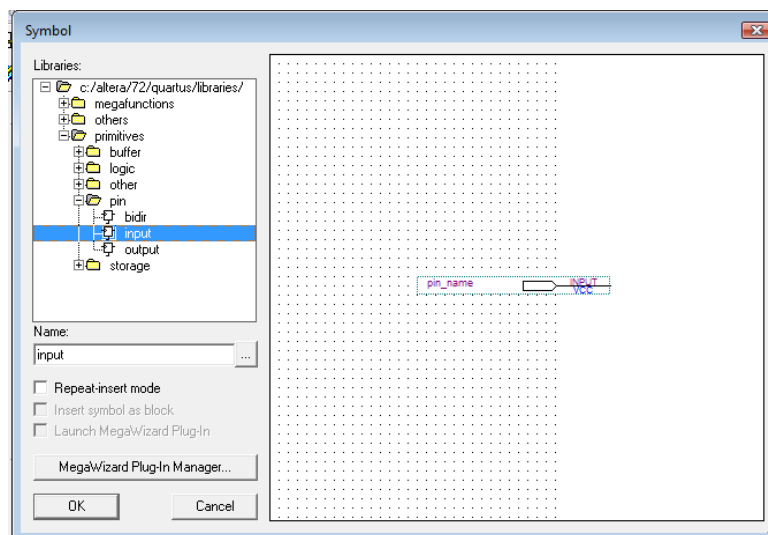 Symbol
Libraries:
c:/altera/72/quartus/libraries/
megafunctions
others
primitives
buffer
logic
other
pin
bidir
input
output
storage
Name:
input
...
Repeat-insert mode
Insert symbol as block
Launch MegaWizard Plug-In
MegaWizard Plug-In Manager...
OK
Cancel
pin_name
INPUT
VCC